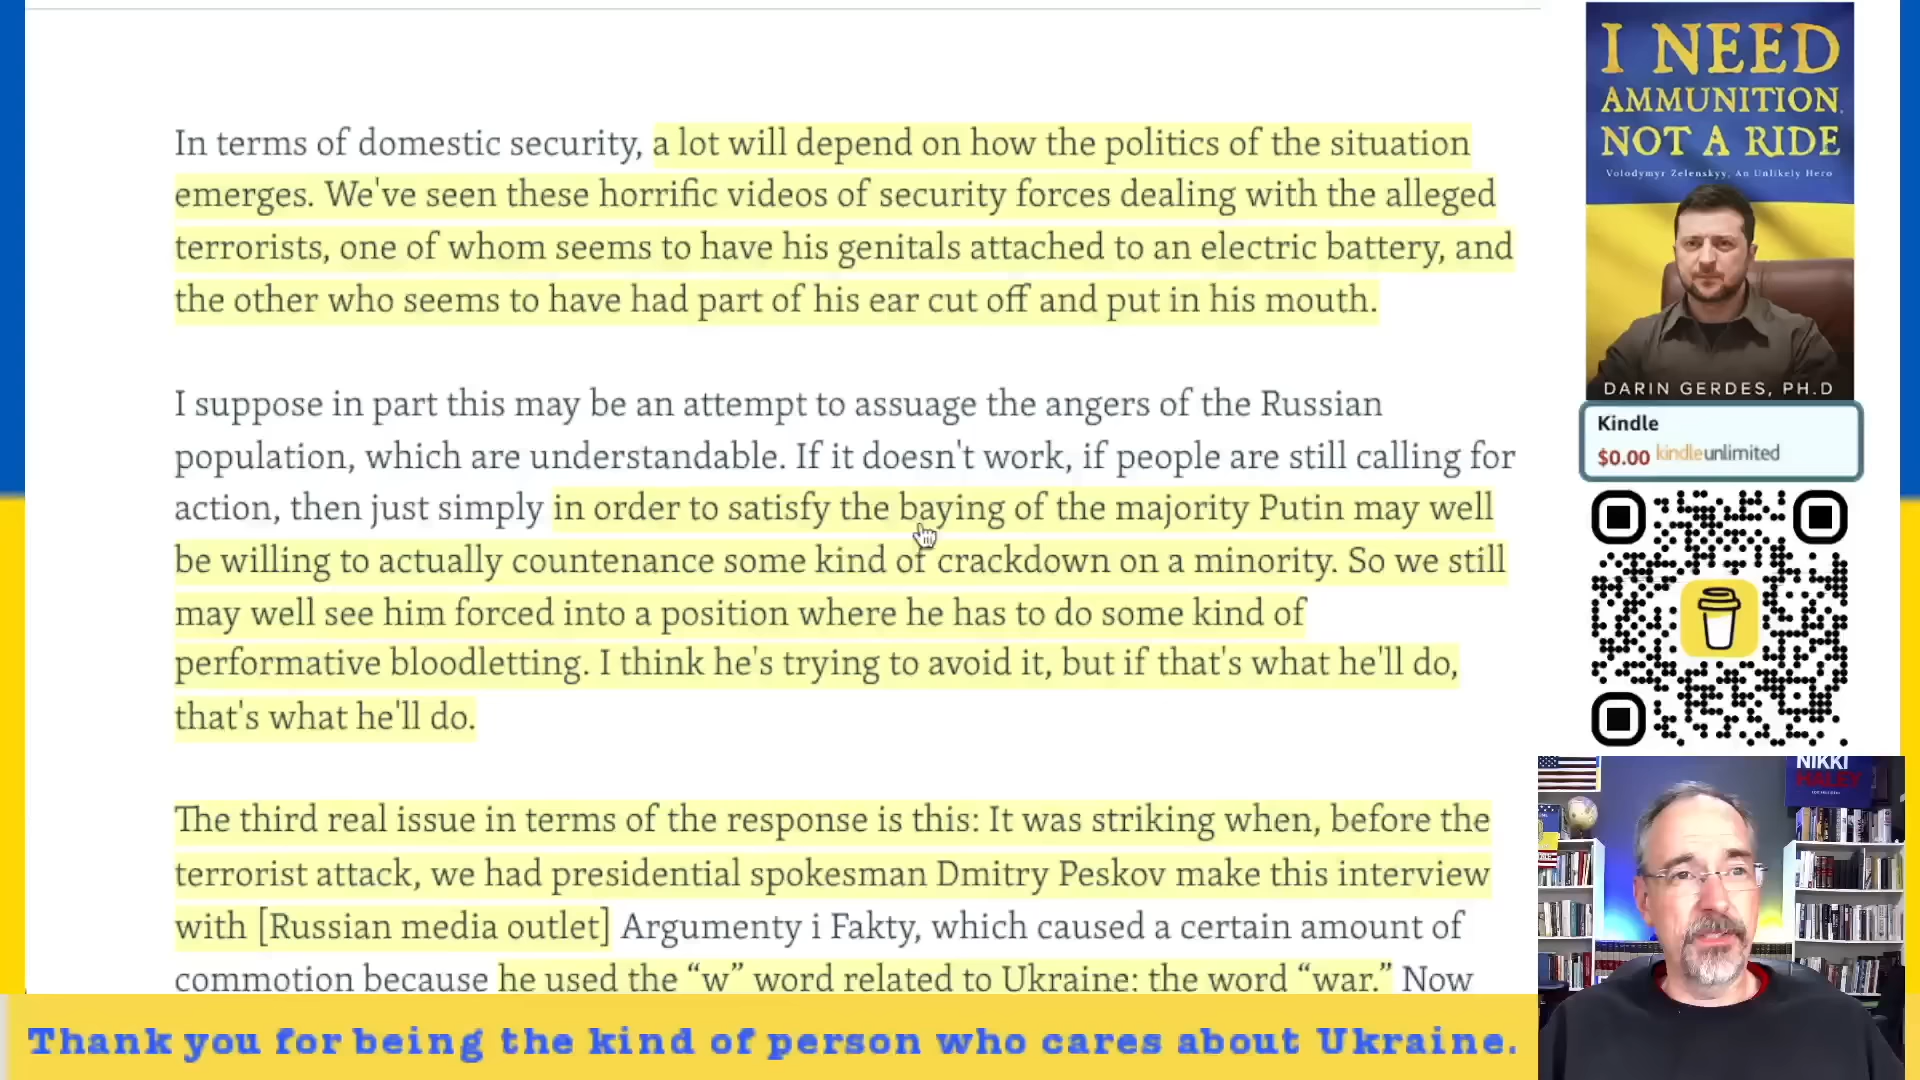 In terms of domestic security, a lot will depend on how the politics of the situation
emerges. We've seen these horrific videos of security forces dealing with the alleged
terrorists, one of whom seems to have his genitals attached to an electric battery, and
the other who seems to have had part of his ear cut off and put in his mouth.
I suppose in part this may be an attempt to assuage the angers of the Russian
population, which are understandable. If it doesn't work, if people are still calling for
action, then just simply in order to satisfy the baying of the majority Putin may well
be willing to actually countenance some kind of crackdown on a minority. So we still
may well see him forced into a position where he has to do some kind of
performative bloodletting. I think he's trying to avoid it, but if that's what he'll do,
that's what he'll do.
The third real issue in terms of the response is this: It was striking when, before the
terrorist attack, we had presidential spokesman Dmitry Peskov make this interview
with [Russian media outlet] Argumenty i Fakty, which caused a certain amount of
commotion because he used the “w” word related to Ukraine: the word “war.” Now
Thank you for being the kind of person who cares about Ukraine.
I NEED
AMMUNITION,
NOT A RIDE
Volodymyr Zelenskyy, An Unlikely Hero
DARIN GERDES, PH.D
Kindle
$0.00 kindleunlimited
NIKKI
HALEY